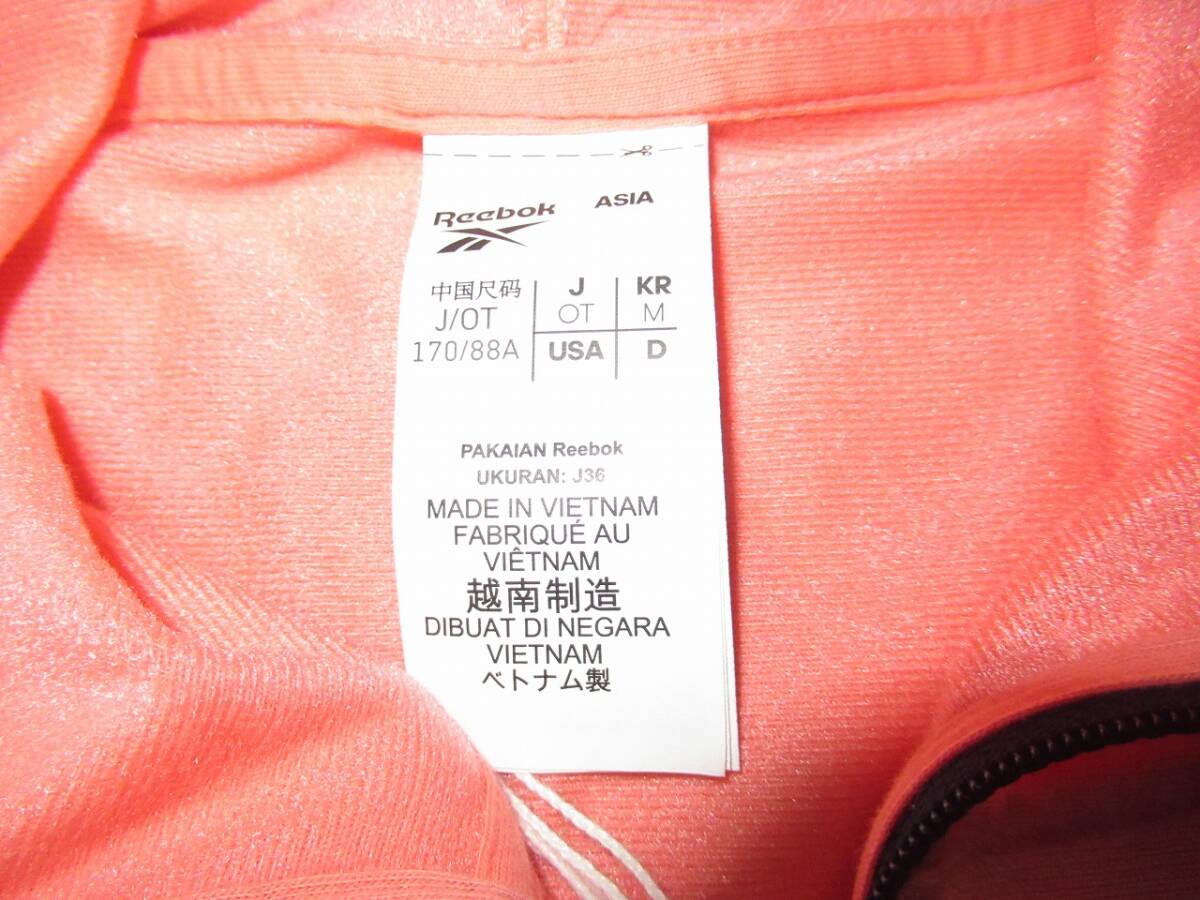 Reebok ASIA
中国尺码 J KR
J/OT OT M
170/88A USA D
PAKAIAN Reebok
UKURAN: J36
MADE IN VIETNAM
FABRIQUÉ AU
VIÊTNAM
越南制造
DIBUAT DI NEGARA
VIETNAM
ベトナム製